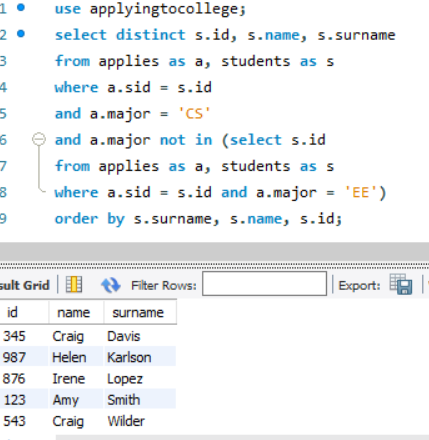 1 use applyingtocollege;
2 select distinct s.id, s.name, s.surname
3 from applies as a, students as s
4 where a.sid = s.id
5 and a.major = 'CS'
6 and a.major not in (select s.id
7 from applies as a, students as s
8 where a.sid = s.id and a.major = 'EE')
9 order by s.surname, s.name, s.id;
sult Grid Filter Rows: Export:
id name surname
345 Craig Davis
987 Helen Karlson
876 Irene Lopez
123 Amy Smith
543 Craig Wilder